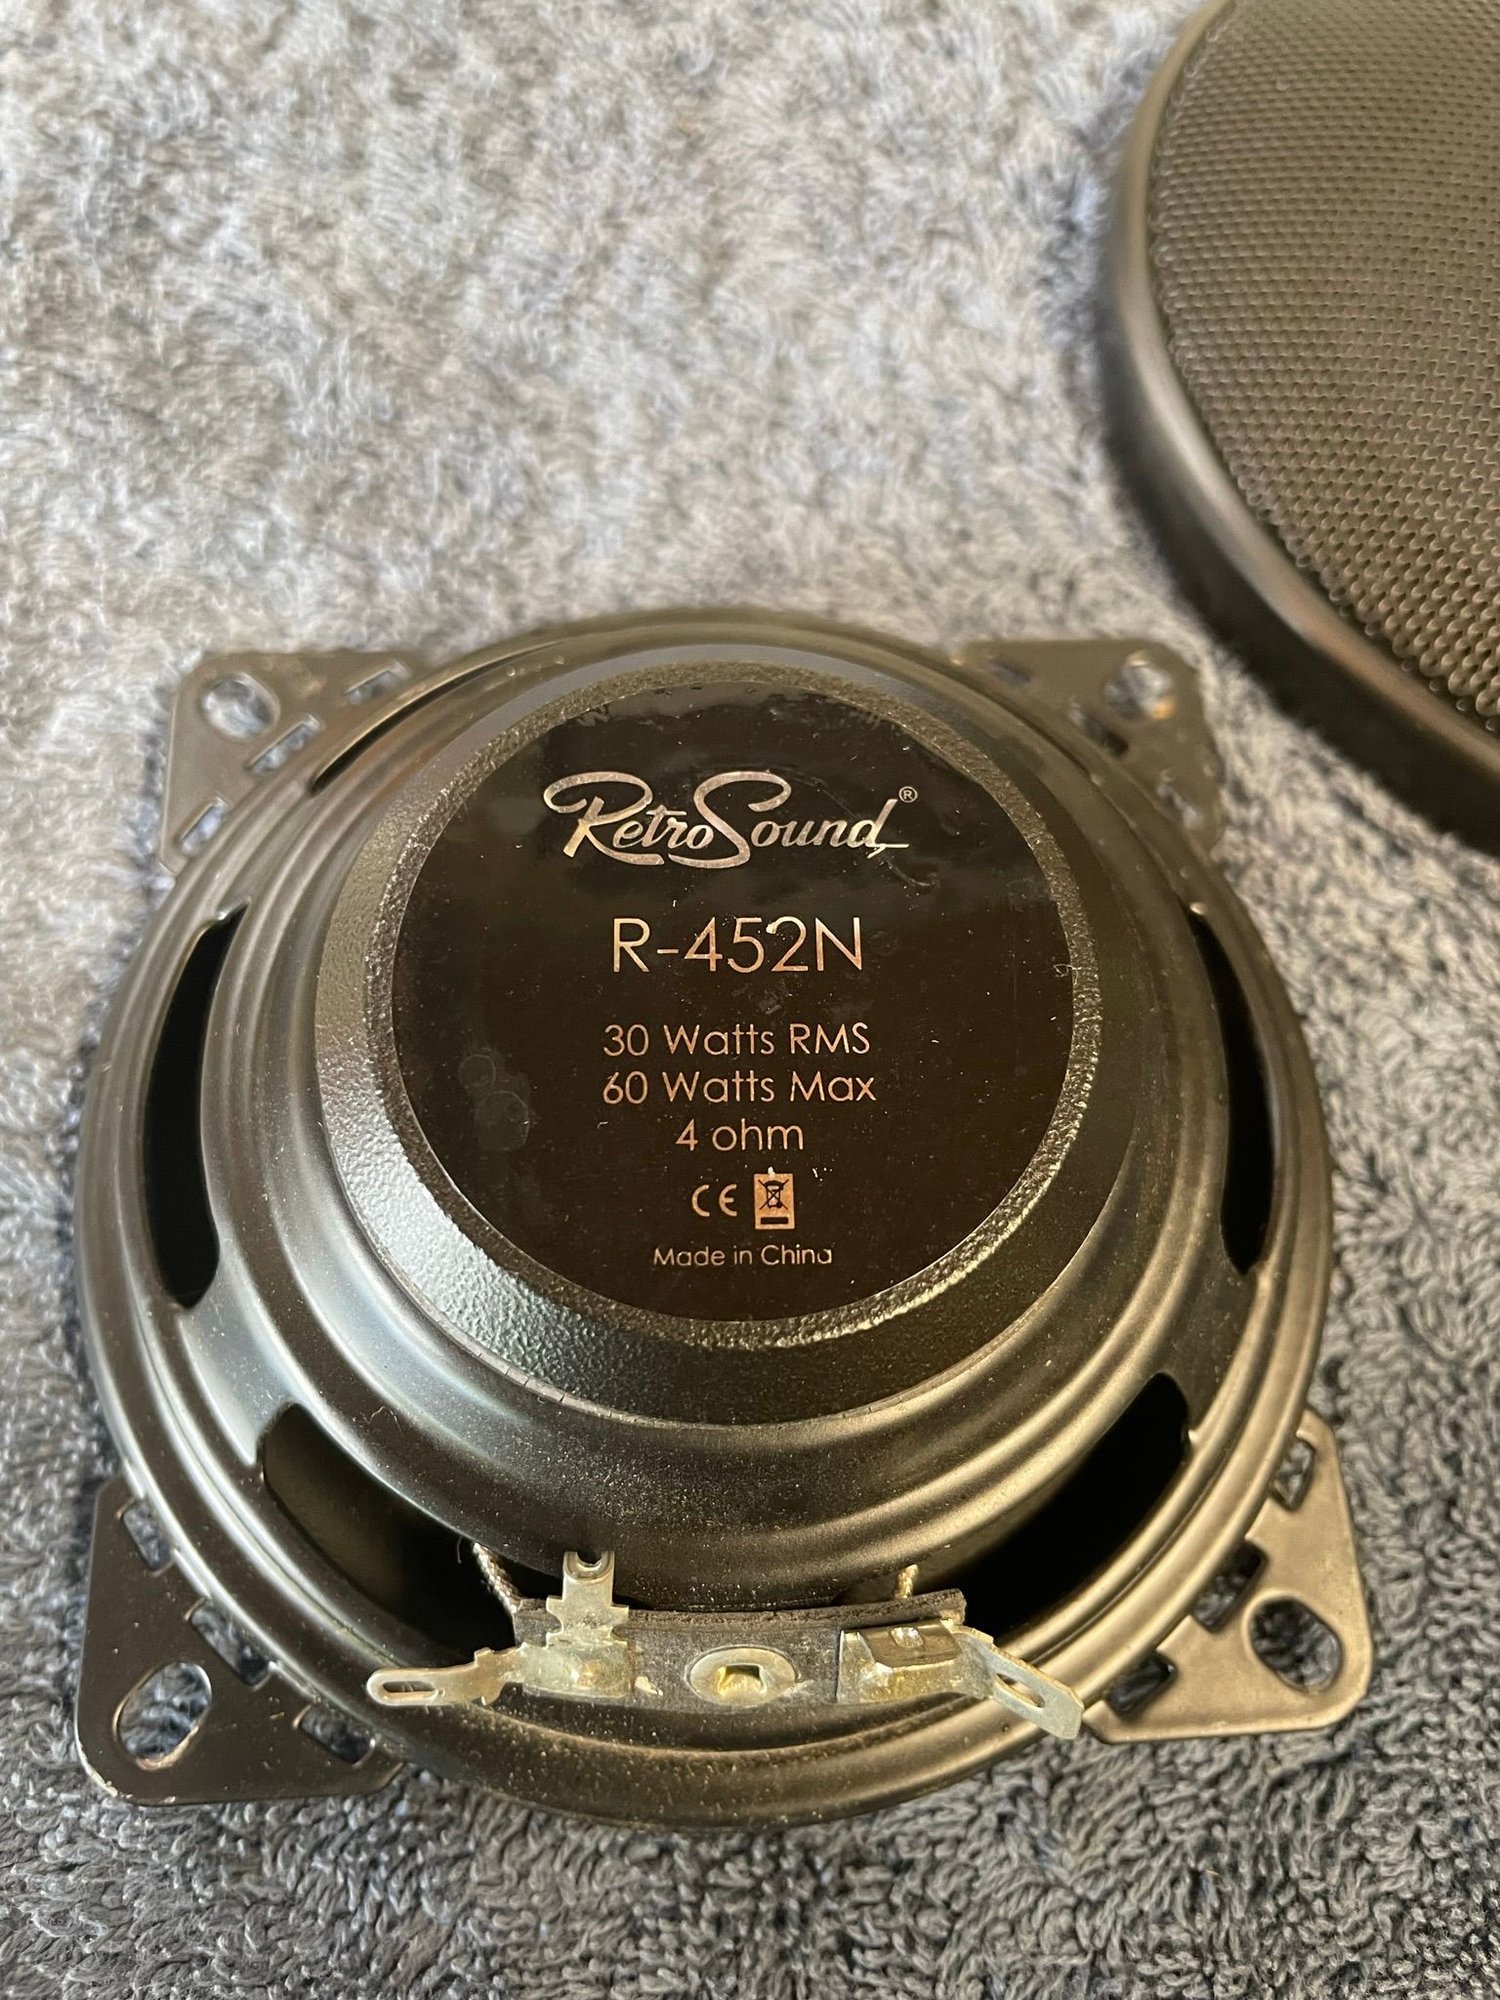 RetroSound®
R-452N
30 Watts RMS
60 Watts Max
4 ohm
CE
Made in China